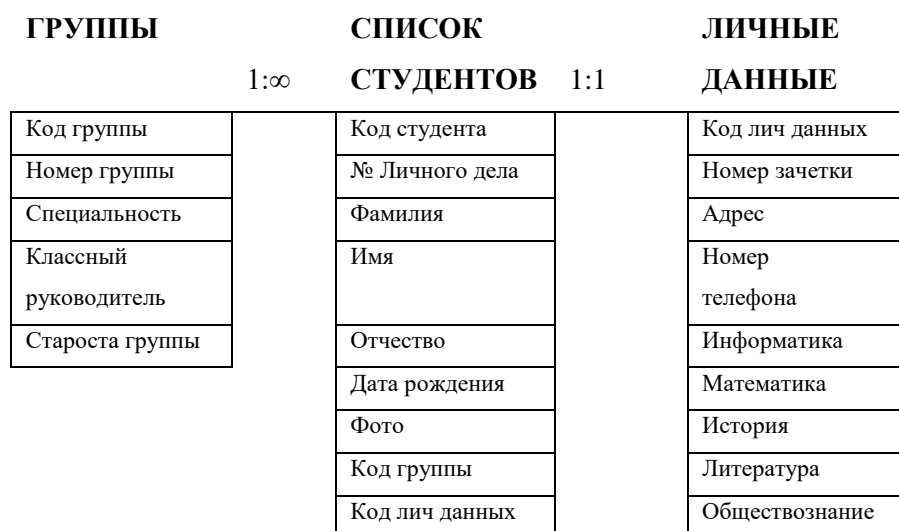 ГРУППЫ СПИСОК ЛИЧНЫЕ
1:∞ СТУДЕНТОВ 1:1 ДАННЫЕ
Код группы Код студента Код лич данных
Номер группы № Личного дела Номер зачетки
Специальность Фамилия Адрес
Классный Имя Номер
руководитель телефона
Староста группы Отчество Информатика
Дата рождения Математика
Фото История
Код группы Литература
Код лич данных Обществознание